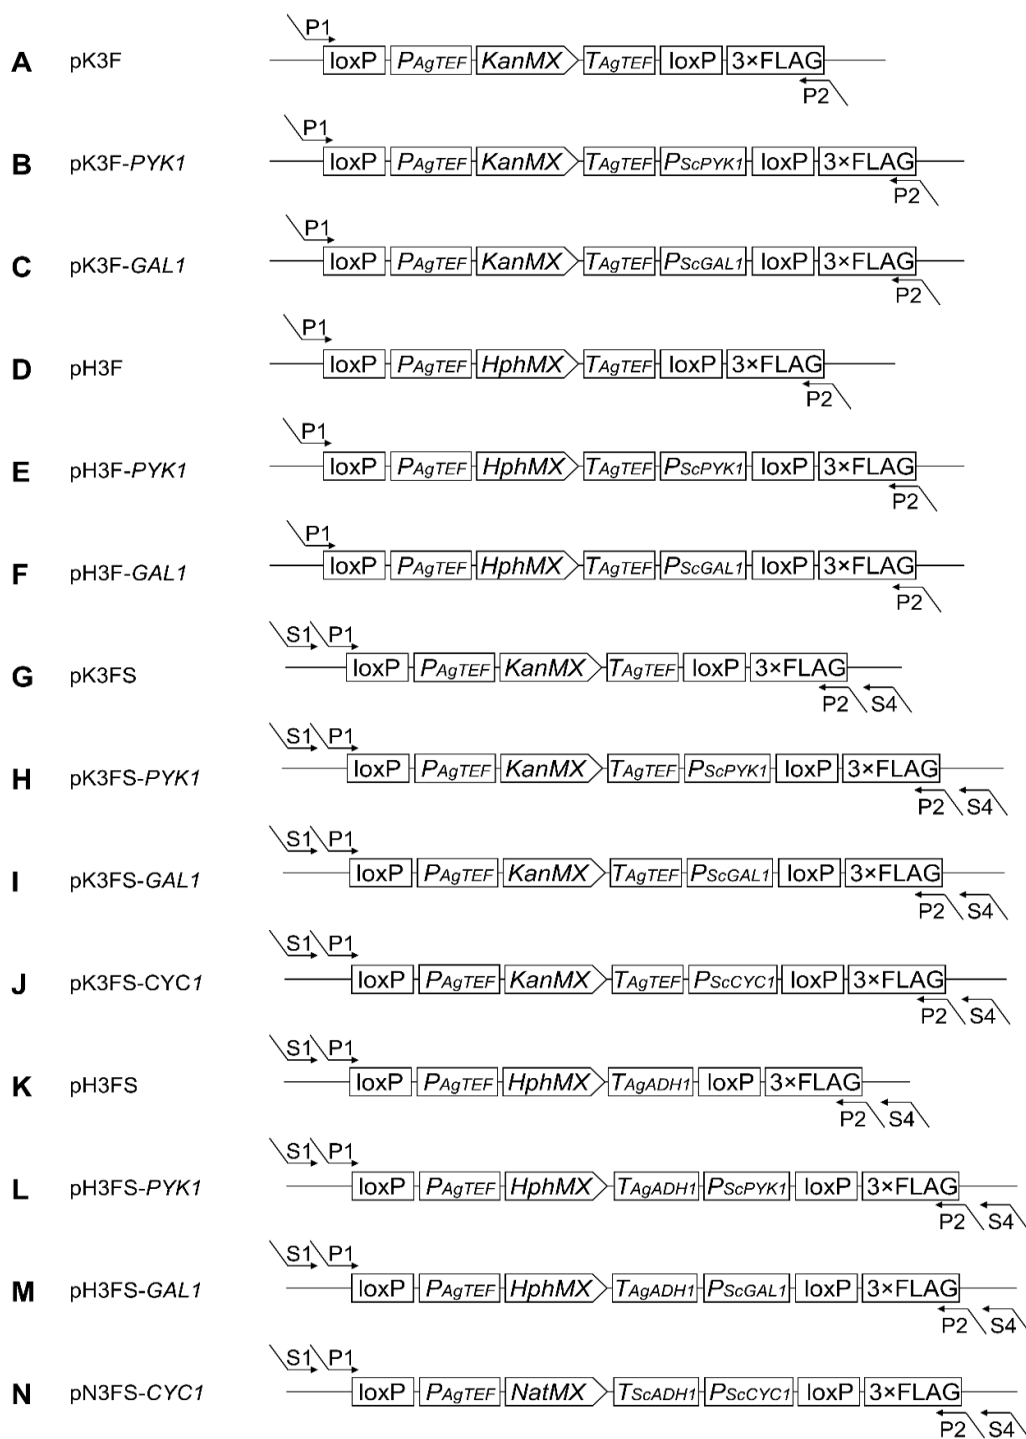 P1
A pK3F loxP PAgTEF KanMX TAgTEF loxP 3×FLAG
P2
P1
B pK3F-PYK1 loxP PAgTEF KanMX TAgTEF PScPYK1 loxP 3×FLAG
P2
P1
C pK3F-GAL1 loxP PAgTEF KanMX TAgTEF PScGAL1 loxP 3×FLAG
P2
P1
D pH3F loxP PAgTEF HphMX TAgTEF loxP 3×FLAG
P2
P1
E pH3F-PYK1 loxP PAgTEF HphMX TAgTEF PScPYK1 loxP 3×FLAG
P2
P1
F pH3F-GAL1 loxP PAgTEF HphMX TAgTEF PScGAL1 loxP 3×FLAG
P2
S1 P1
G pK3FS loxP PAgTEF KanMX TAgTEF loxP 3×FLAG
P2 S4
S1 P1
H pK3FS-PYK1 loxP PAgTEF KanMX TAgTEF PScPYK1 loxP 3×FLAG
P2 S4
S1 P1
I pK3FS-GAL1 loxP PAgTEF KanMX TAgTEF PScGAL1 loxP 3×FLAG
P2 S4
S1 P1
J pK3FS-CYC1 loxP PAgTEF KanMX TAgTEF PScCYC1 loxP 3×FLAG
P2 S4
S1 P1
K pH3FS loxP PAgTEF HphMX TAgADH1 loxP 3×FLAG
P2 S4
S1 P1
L pH3FS-PYK1 loxP PAgTEF HphMX TAgADH1 PScPYK1 loxP 3×FLAG
P2 S4
S1 P1
M pH3FS-GAL1 loxP PAgTEF HphMX TAgADH1 PScGAL1 loxP 3×FLAG
P2 S4
S1 P1
N pN3FS-CYC1 loxP PAgTEF NatMX TScADH1 PScCYC1 loxP 3×FLAG
P2 S4